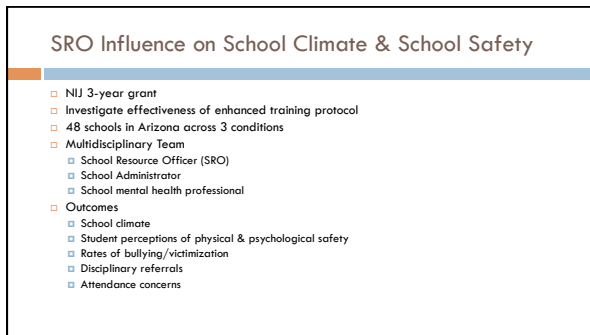 SRO Influence on School Climate & School Safety
NIJ 3-year grant
Investigate effectiveness of enhanced training protocol
48 schools in Arizona across 3 conditions
Multidisciplinary Team
School Resource Officer (SRO)
School Administrator
School mental health professional
Outcomes
School climate
Student perceptions of physical & psychological safety
Rates of bullying/victimization
Disciplinary referrals
Attendance concerns